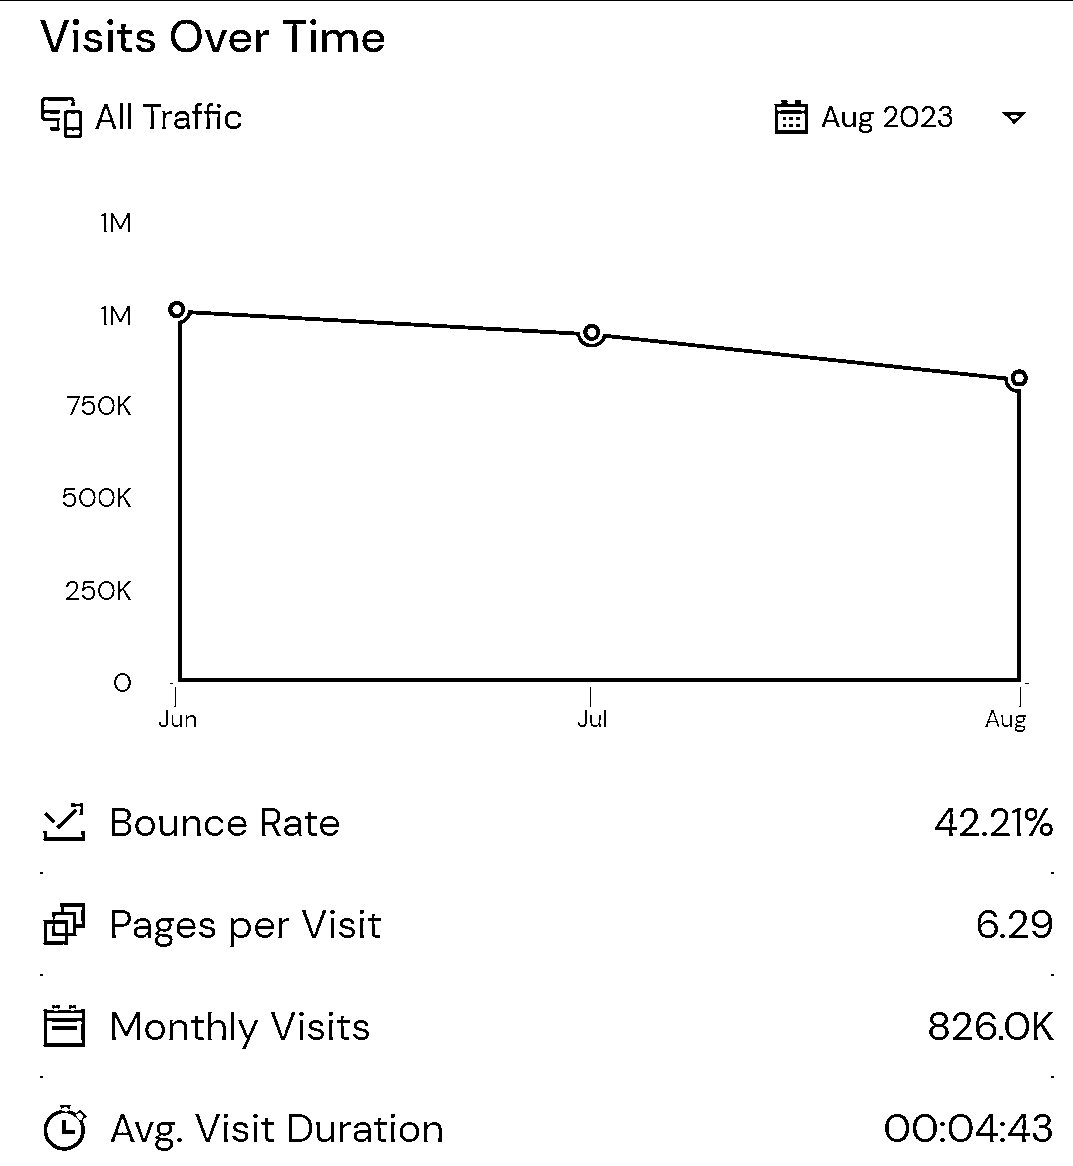 Visits Over Time
All Traffic
Aug 2023
1M
1M
750K
500K
250K
0
Jun Jul Aug
Bounce Rate 42.21%
Pages per Visit 6.29
Monthly Visits 826.0K
Avg. Visit Duration 00:04:43